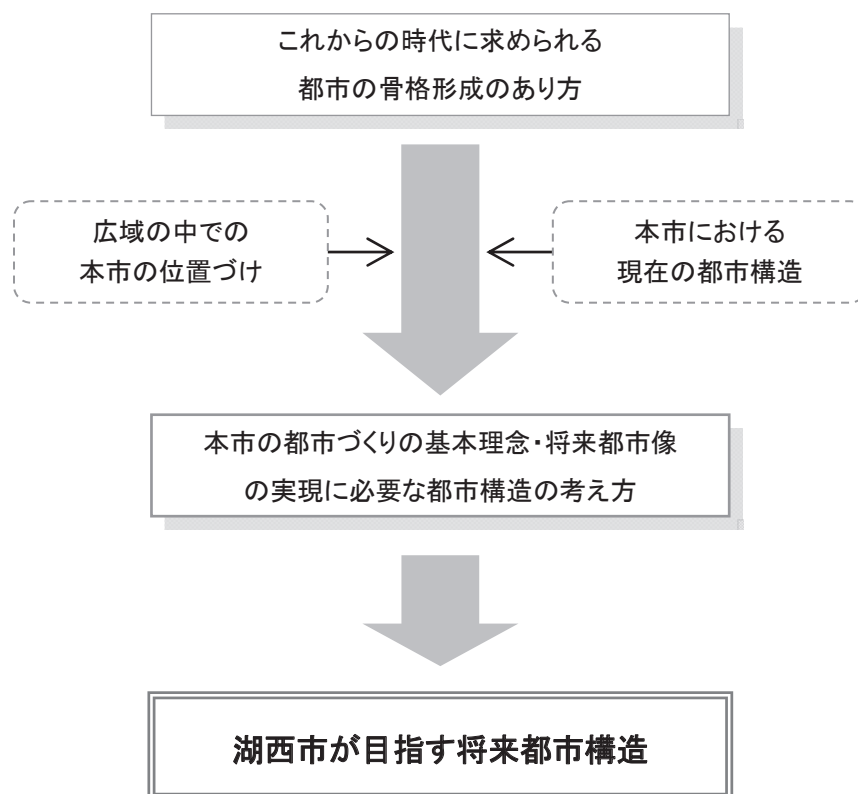 これからの時代に求められる
都市の骨格形成のあり方
広域の中での
本市の位置づけ
本市における
現在の都市構造
本市の都市づくりの基本理念・将来都市像
の実現に必要な都市構造の考え方
湖西市が目指す将来都市構造